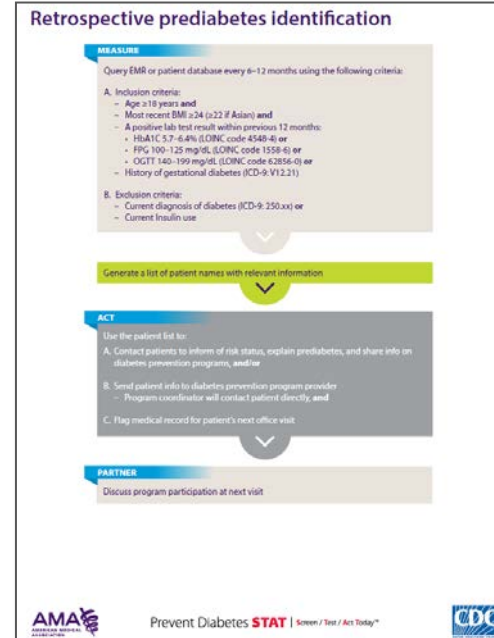 Retrospective prediabetes identification
MEASURE
Query EMR or patient database every 6–12 months using the following criteria:
A. Inclusion criteria:
– Age ≥18 years and
– Most recent BMI ≥24 (≥22 if Asian) and
– A positive lab test result within previous 12 months:
• HbA1C 5.7–6.4% (LOINC code 4548-4) or
• FPG 100–125 mg/dL (LOINC code 1558-6) or
• OGTT 140–199 mg/dL (LOINC code 62856-0) or
– History of gestational diabetes (ICD-9: V12.21)
B. Exclusion criteria:
– Current diagnosis of diabetes (ICD-9: 250.xx) or
– Current Insulin use
Generate a list of patient names with relevant information
ACT
Use the patient list to:
A. Contact patients to inform of risk status, explain prediabetes, and share info on
diabetes prevention programs, and/or
B. Send patient info to diabetes prevention program provider
– Program coordinator will contact patient directly, and
C. Flag medical record for patient's next office visit
PARTNER
Discuss program participation at next visit
AMA
AMERICAN MEDICAL
ASSOCIATION
Prevent Diabetes STAT | Screen / Test / Act Today™
CDC